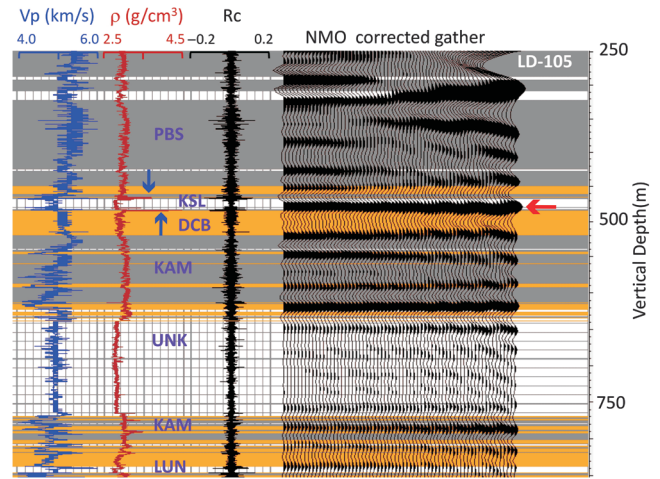 Vp (km/s) ρ (g/cm³) Rc
4.0 6.0 2.5 4.5 −0.2 0.2 NMO corrected gather 250
LD-105
PBS
KSL
500
DCB
KAM
UNK
750
KAM
LUN
Vertical Depth(m)